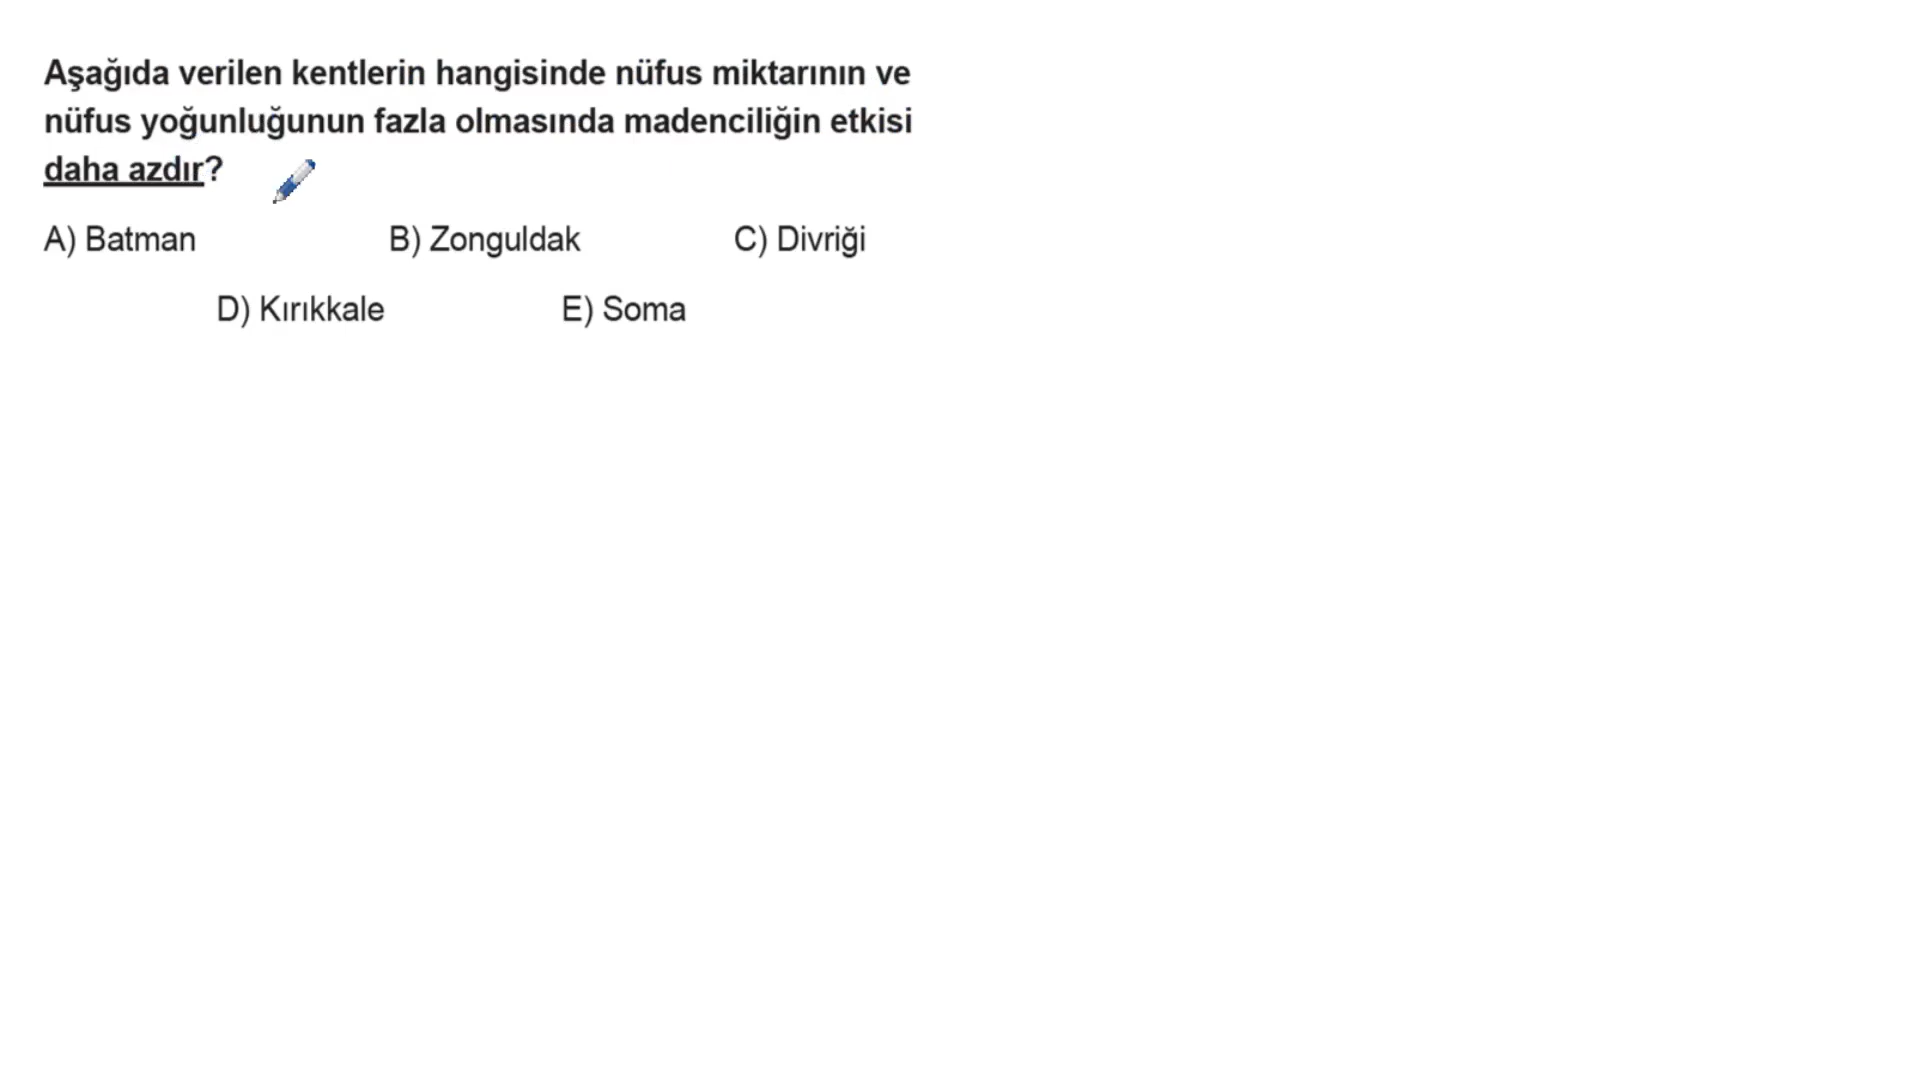 Aşağıda verilen kentlerin hangisinde nüfus miktarının ve
nüfus yoğunluğunun fazla olmasında madenciliğin etkisi
daha azdır?
A) Batman B) Zonguldak C) Divriği
D) Kırıkkale E) Soma